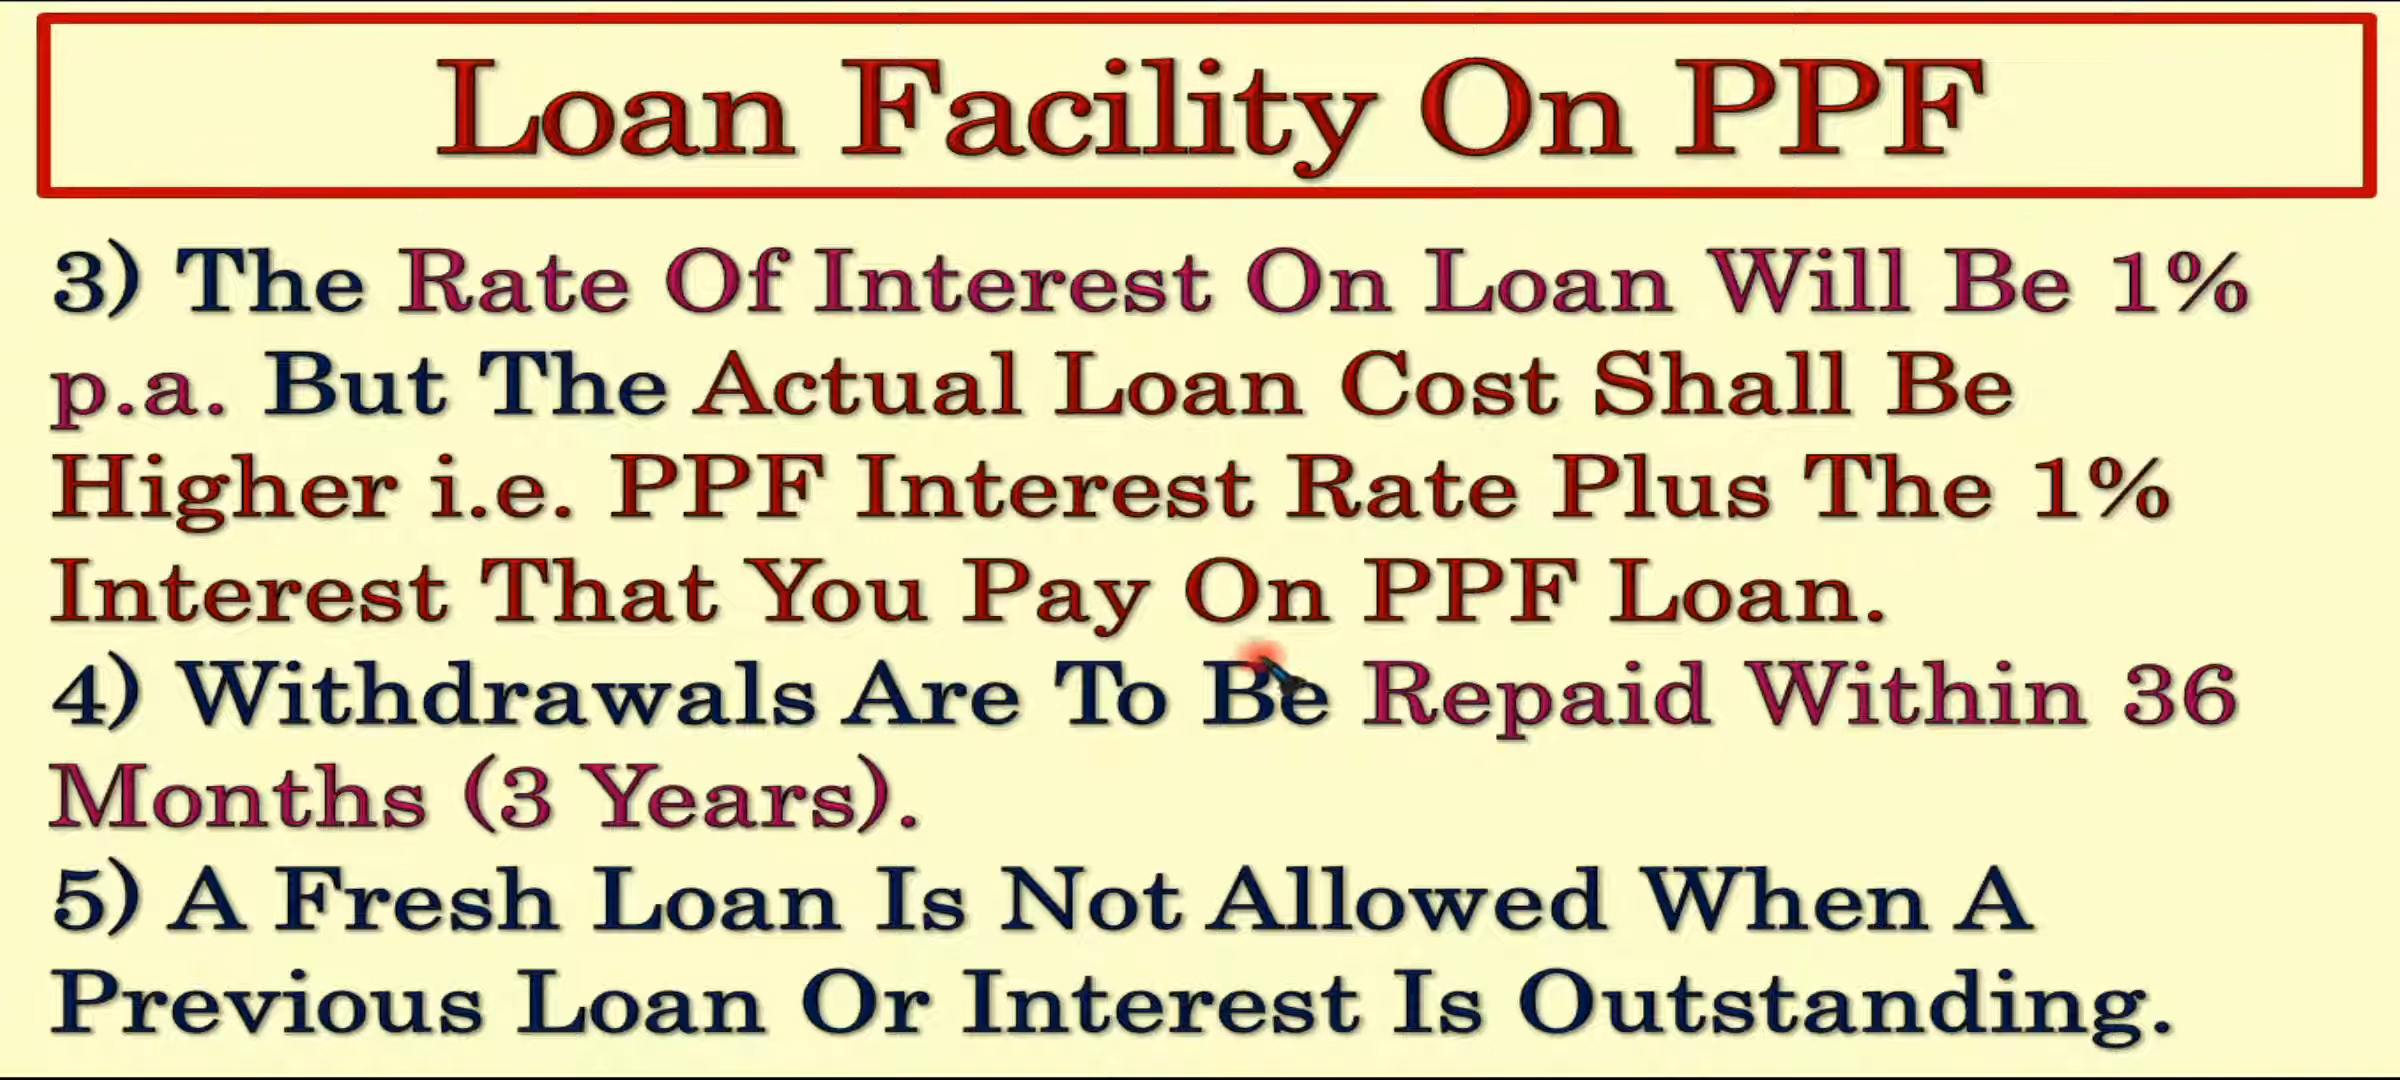 Loan Facility On PPF
3) The Rate Of Interest On Loan Will Be 1%
p.a. But The Actual Loan Cost Shall Be
Higher i.e. PPF Interest Rate Plus The 1%
Interest That You Pay On PPF Loan.
4) Withdrawals Are To Be Repaid Within 36
Months (3 Years).
5) A Fresh Loan Is Not Allowed When A
Previous Loan Or Interest Is Outstanding.